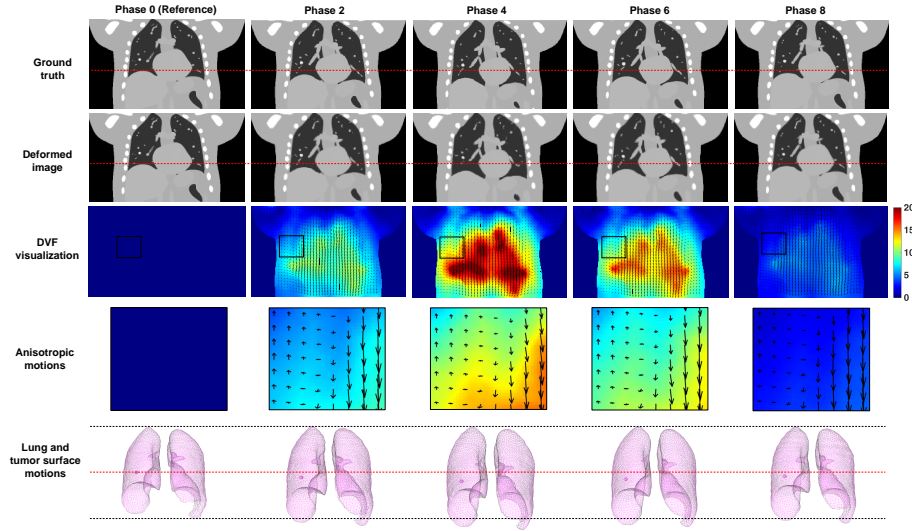 Phase 0 (Reference)
Phase 2
Phase 4
Phase 6
Phase 8
Ground
truth
Deformed
image
DVF
visualization
20
15
10
5
0
Anisotropic
motions
Lung and
tumor surface
motions